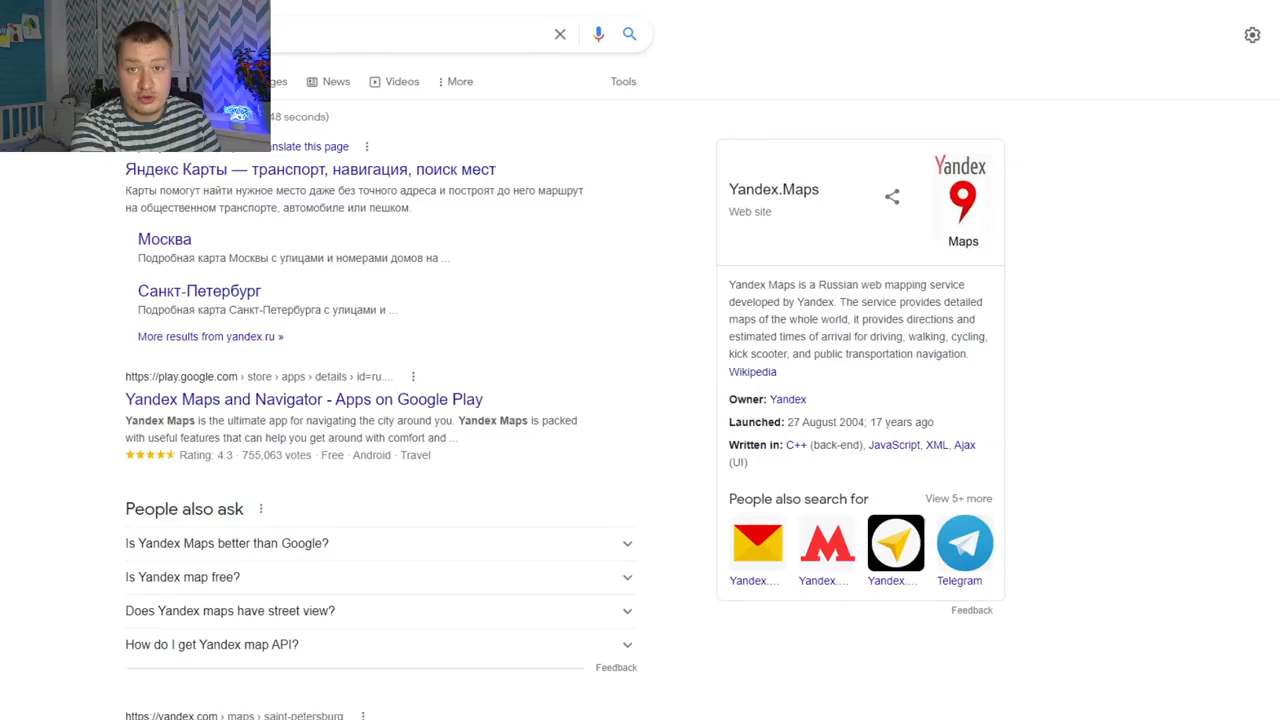 ges
News
Videos
More
Tools
48 seconds)
anslate this page
Яндекс Карты — транспорт, навигация, поиск мест
Карты помогут найти нужное место даже без точного адреса и построят до него маршрут
на общественном транспорте, автомобиле или пешком.
Москва
Подробная карта Москвы с улицами и номерами домов на ...
Санкт-Петербург
Подробная карта Санкт-Петербурга с улицами и ...
More results from yandex.ru »
https://play.google.com › store › apps › details › id=ru....
Yandex Maps and Navigator - Apps on Google Play
Yandex Maps is the ultimate app for navigating the city around you. Yandex Maps is packed
with useful features that can help you get around with comfort and ...
Rating: 4.3 · 755,063 votes · Free · Android · Travel
People also ask
Is Yandex Maps better than Google?
Is Yandex map free?
Does Yandex maps have street view?
How do I get Yandex map API?
Feedback
https://yandex.com › maps › saint-petersburg
Yandex.Maps
Web site
Yandex
Maps
Yandex Maps is a Russian web mapping service
developed by Yandex. The service provides detailed
maps of the whole world, it provides directions and
estimated times of arrival for driving, walking, cycling,
kick scooter, and public transportation navigation.
Wikipedia
Owner: Yandex
Launched: 27 August 2004; 17 years ago
Written in: C++ (back-end), JavaScript, XML, Ajax
(UI)
People also search for
View 5+ more
Yandex....
Yandex....
Yandex....
Telegram
Feedback